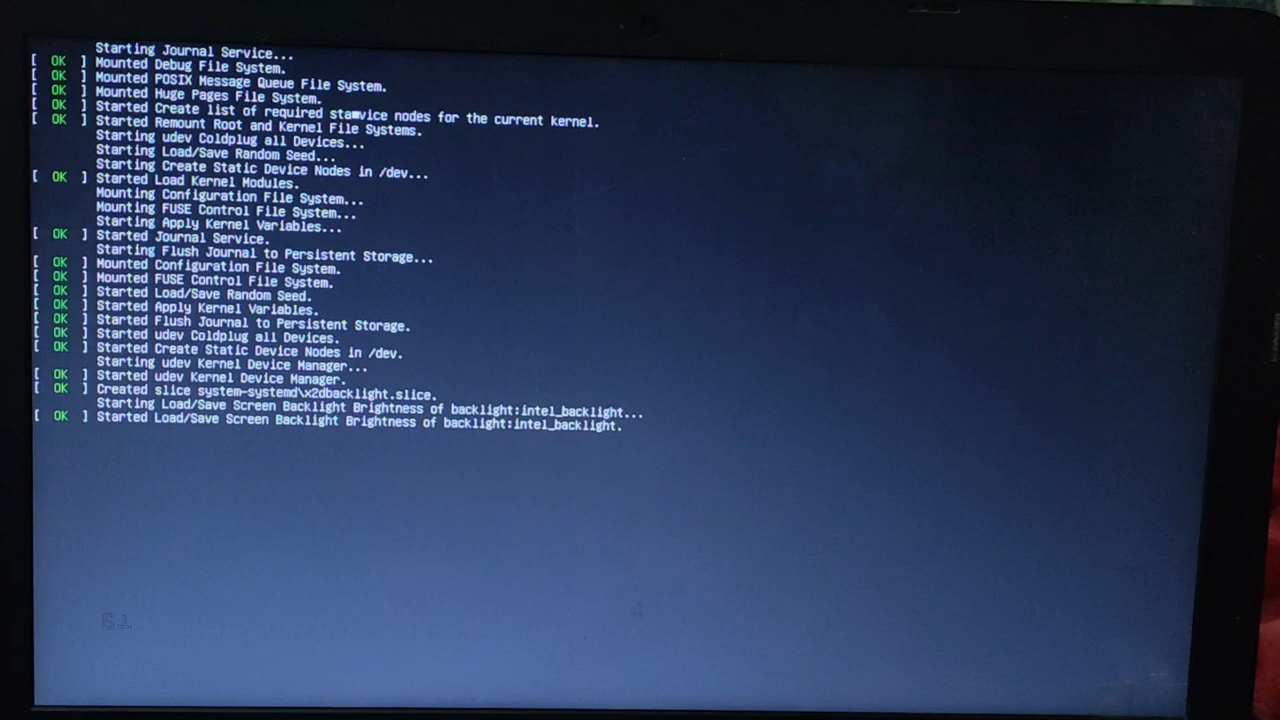 Starting Journal Service...
[ OK ] Mounted Debug File System.
[ OK ] Mounted POSIX Message Queue File System.
[ OK ] Mounted Huge Pages File System.
[ OK ] Started Create list of required sta■vice nodes for the current kernel.
[ OK ] Started Remount Root and Kernel File Systems.
Starting udev Coldplug all Devices...
Starting Load/Save Random Seed...
Starting Create Static Device Nodes in /dev...
[ OK ] Started Load Kernel Modules.
Mounting Configuration File System...
Mounting FUSE Control File System...
Starting Apply Kernel Variables...
[ OK ] Started Journal Service.
Starting Flush Journal to Persistent Storage...
[ OK ] Mounted Configuration File System.
[ OK ] Mounted FUSE Control File System.
[ OK ] Started Load/Save Random Seed.
[ OK ] Started Apply Kernel Variables.
[ OK ] Started Flush Journal to Persistent Storage.
[ OK ] Started udev Coldplug all Devices.
[ OK ] Started Create Static Device Nodes in /dev.
Starting udev Kernel Device Manager...
[ OK ] Started udev Kernel Device Manager.
[ OK ] Created slice system-systemd\x2dbacklight.slice.
Starting Load/Save Screen Backlight Brightness of backlight:intel_backlight...
[ OK ] Started Load/Save Screen Backlight Brightness of backlight:intel_backlight.